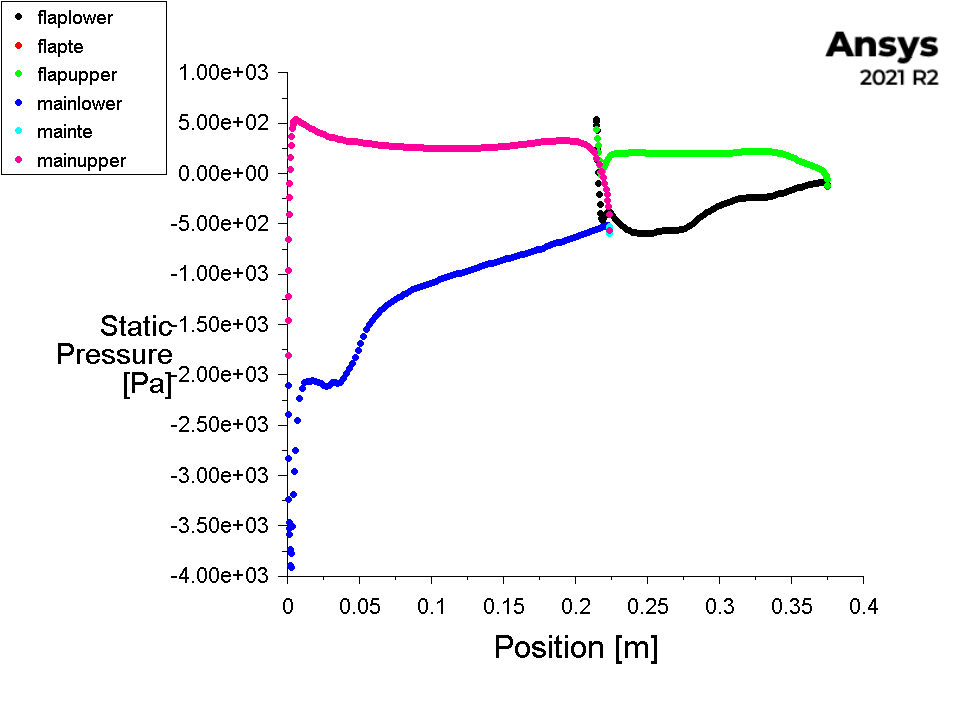 flaplower
flapte
flapupper
mainlower
mainte
mainupper
Ansys
2021 R2
1.00e+03
5.00e+02
0.00e+00
-5.00e+02
-1.00e+03
-1.50e+03
-2.00e+03
-2.50e+03
-3.00e+03
-3.50e+03
-4.00e+03
Static
Pressure
[Pa]
0 0.05 0.1 0.15 0.2 0.25 0.3 0.35 0.4
Position [m]